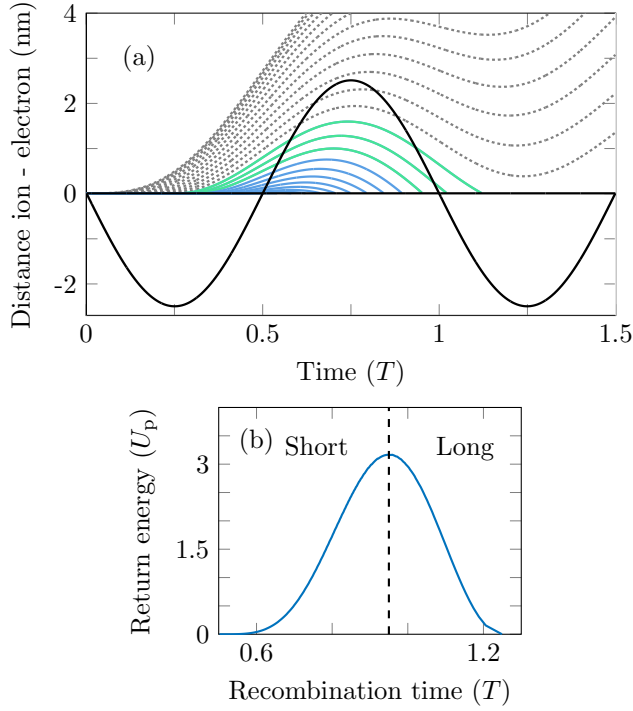 Distance ion - electron (nm)
4
2
0
-2
(a)
0
0.5
1
1.5
Time (T)
Return energy (Uₚ)
3
1.5
0
(b)
Short
Long
0.6
1.2
Recombination time (T)